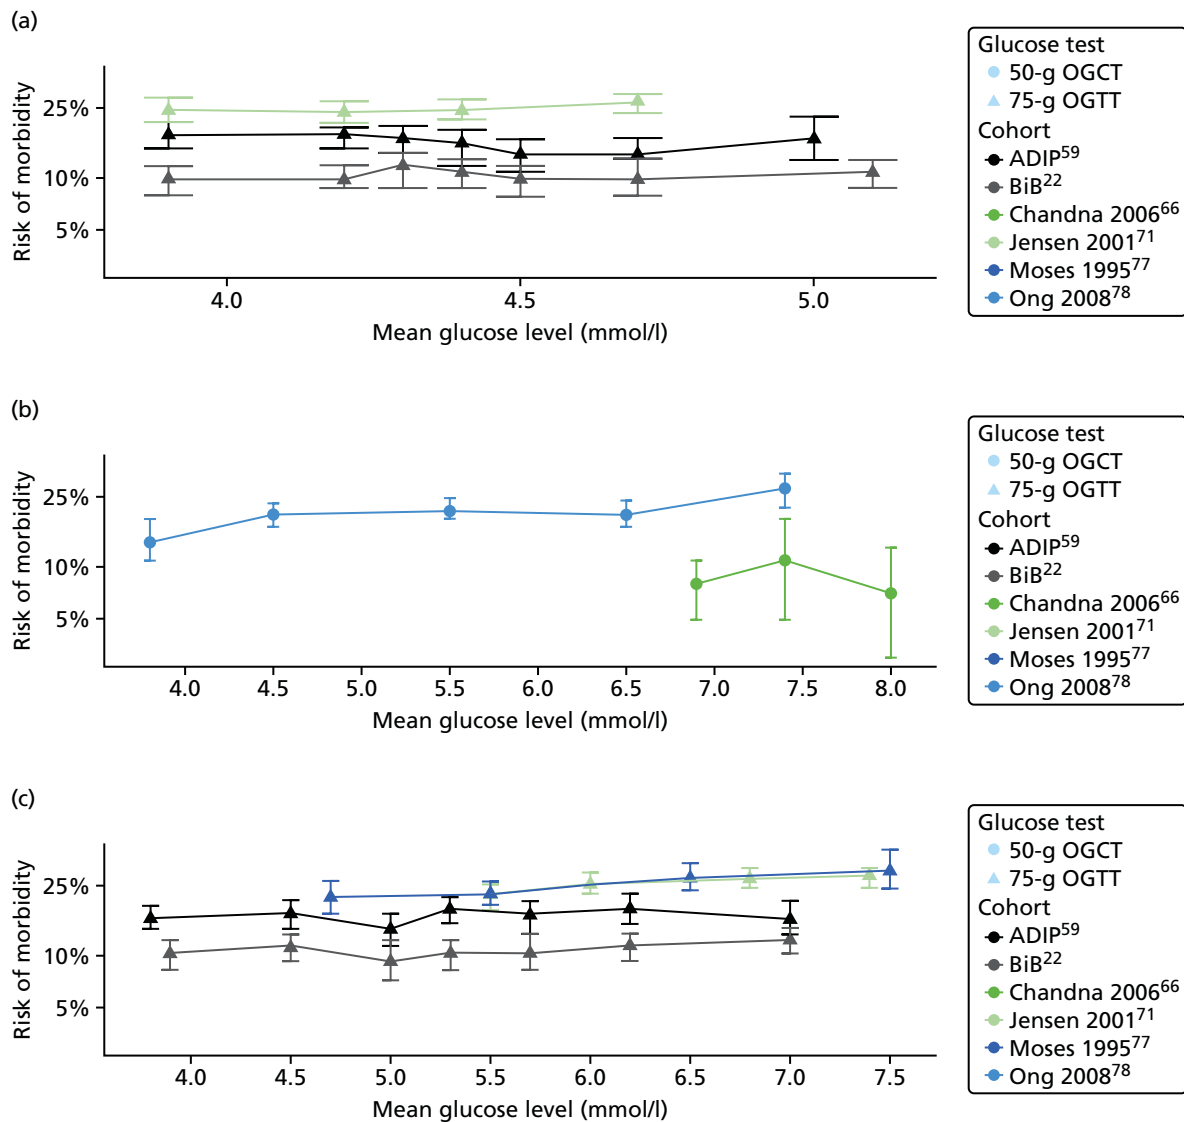 (a)
25%
10%
5%
Risk of morbidity
4.0 4.5 5.0
Mean glucose level (mmol/l)
Glucose test
50-g OGCT
75-g OGTT
Cohort
ADIP59
BiB22
Chandna 200666
Jensen 200171
Moses 199577
Ong 200878
(b)
25%
10%
5%
Risk of morbidity
4.0 4.5 5.0 5.5 6.0 6.5 7.0 7.5 8.0
Mean glucose level (mmol/l)
Glucose test
50-g OGCT
75-g OGTT
Cohort
ADIP59
BiB22
Chandna 200666
Jensen 200171
Moses 199577
Ong 200878
(c)
25%
10%
5%
Risk of morbidity
4.0 4.5 5.0 5.5 6.0 6.5 7.0 7.5
Mean glucose level (mmol/l)
Glucose test
50-g OGCT
75-g OGTT
Cohort
ADIP59
BiB22
Chandna 200666
Jensen 200171
Moses 199577
Ong 200878